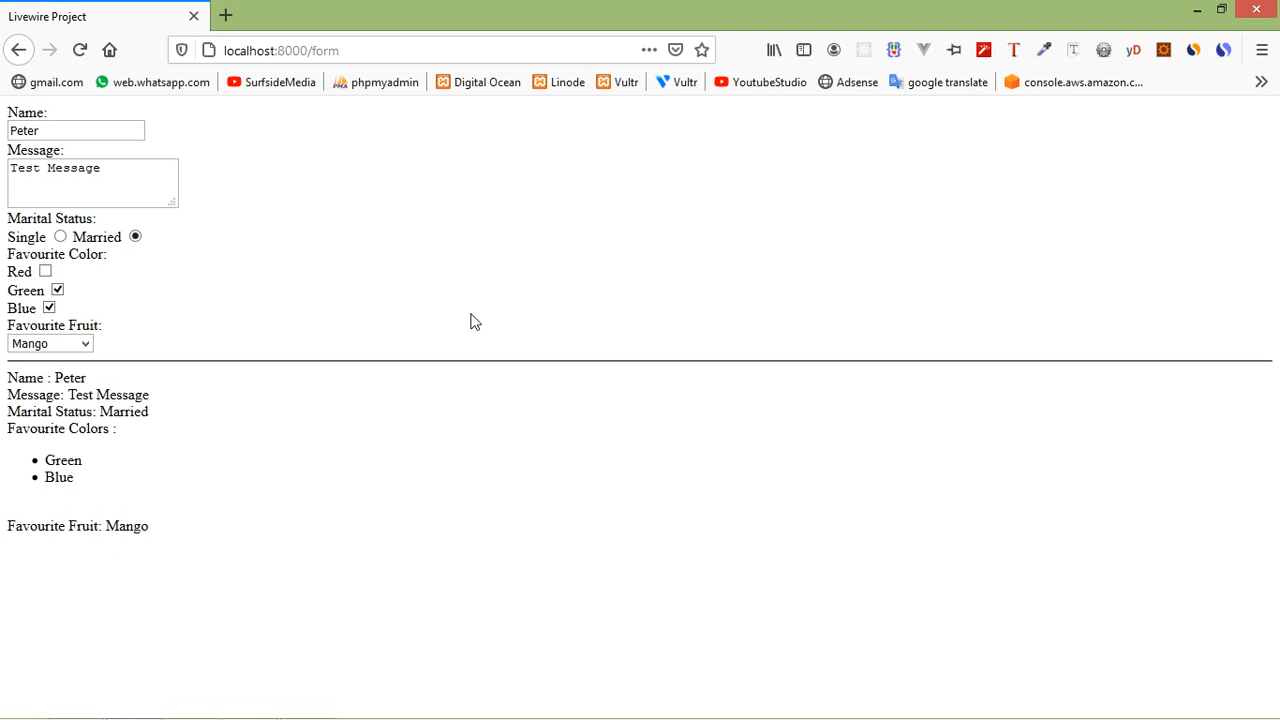 Livewire Project
localhost:8000/form
gmail.com web.whatsapp.com SurfsideMedia phpmyadmin Digital Ocean Linode Vultr Vultr YoutubeStudio Adsense google translate console.aws.amazon.c...
Name:
Peter
Message:
Test Message
Marital Status:
Single Married
Favourite Color:
Red
Green
Blue
Favourite Fruit:
Mango
Name : Peter
Message: Test Message
Marital Status: Married
Favourite Colors :
Green
Blue
Favourite Fruit: Mango